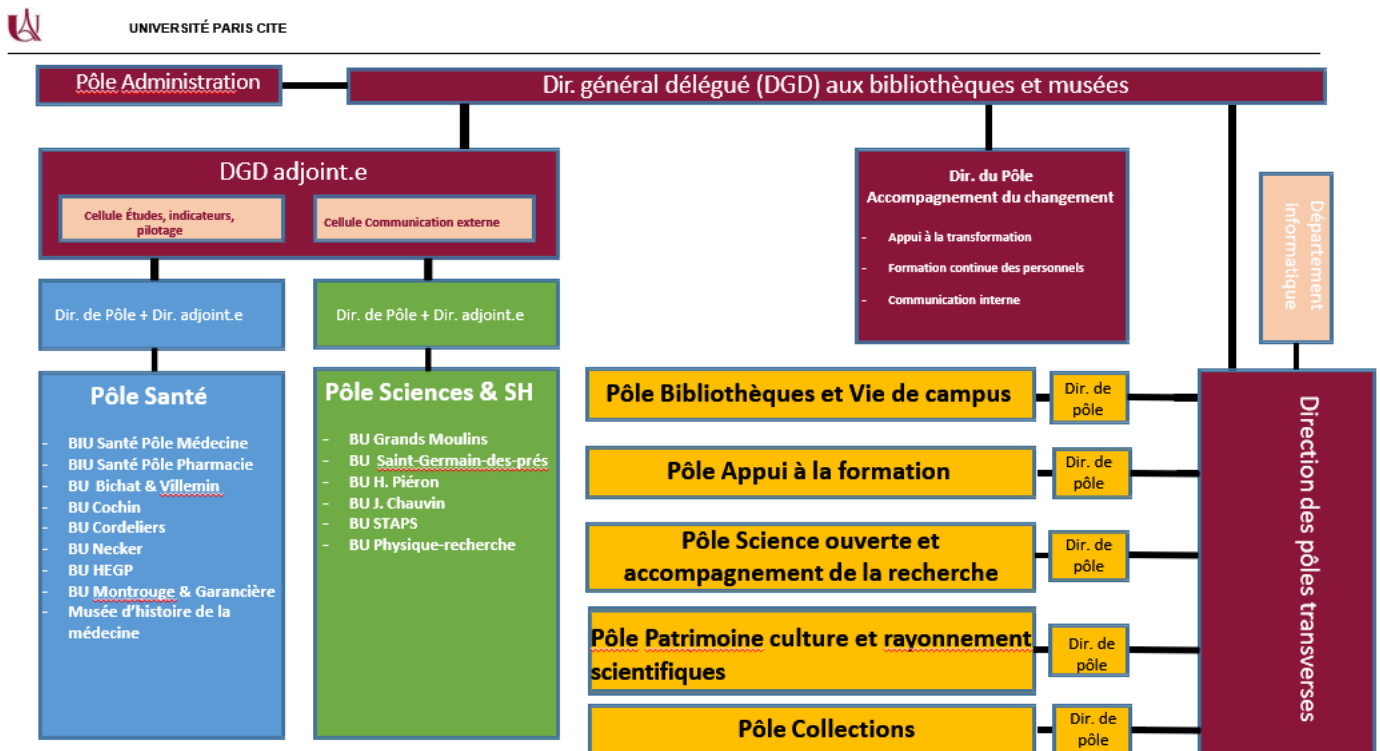 UNIVERSITÉ PARIS CITE
Pôle Administration
Dir. général délégué (DGD) aux bibliothèques et musées
DGD adjoint.e
Cellule Études, indicateurs,
pilotage
Cellule Communication externe
Dir. du Pôle
Accompagnement du changement
- Appui à la transformation
- Formation continue des personnels
- Communication interne
Département
informatique
Dir. de Pôle + Dir. adjoint.e
Dir. de Pôle + Dir. adjoint.e
Pôle Santé
- BIU Santé Pôle Médecine
- BIU Santé Pôle Pharmacie
- BU Bichat & Villemin
- BU Cochin
- BU Cordeliers
- BU Necker
- BU HEGP
- BU Montrouge & Garancière
- Musée d'histoire de la
médecine
Pôle Sciences & SH
- BU Grands Moulins
- BU Saint-Germain-des-prés
- BU H. Piéron
- BU J. Chauvin
- BU STAPS
- BU Physique-recherche
Pôle Bibliothèques et Vie de campus
Dir. de
pôle
Pôle Appui à la formation
Dir. de
pôle
Pôle Science ouverte et
accompagnement de la recherche
Dir. de
pôle
Pôle Patrimoine culture et rayonnement
scientifiques
Dir. de
pôle
Pôle Collections
Dir. de
pôle
Direction des pôles transverses